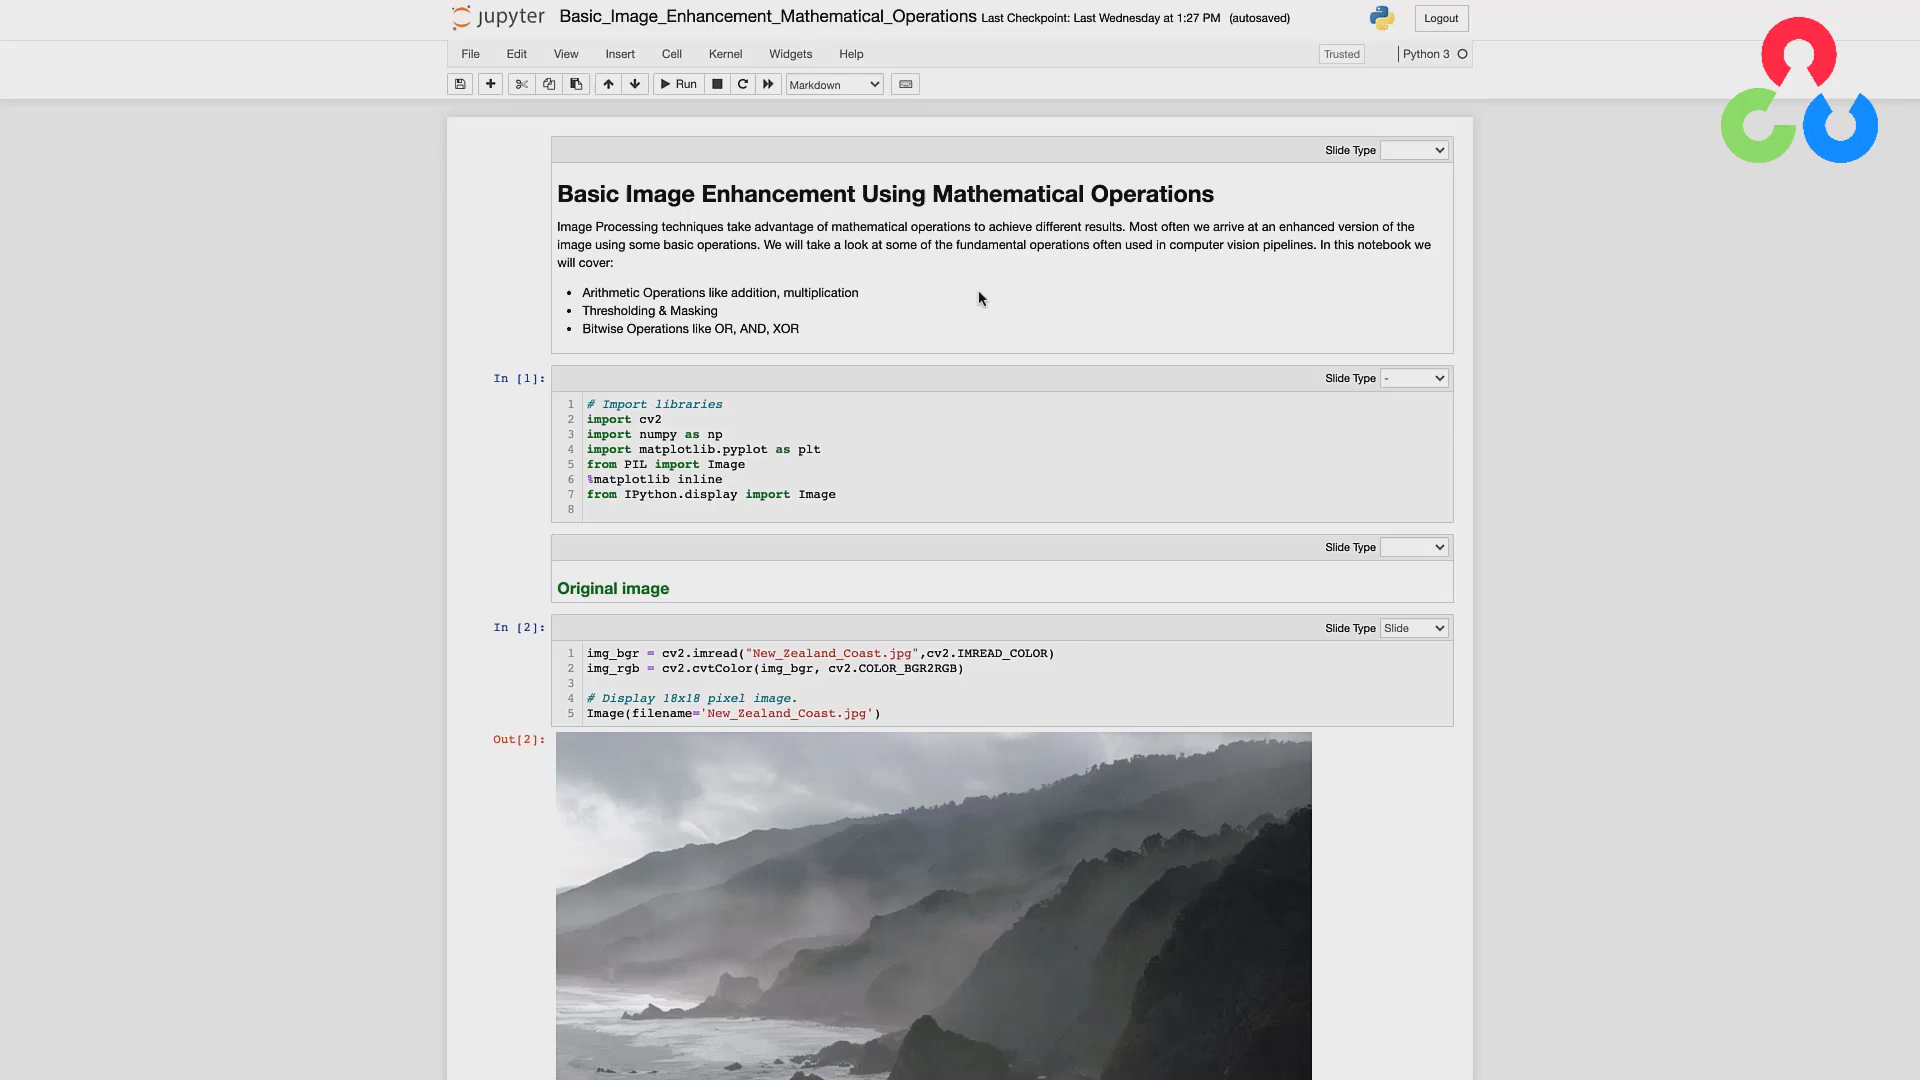 jupyter Basic_Image_Enhancement_Mathematical_Operations Last Checkpoint: Last Wednesday at 1:27 PM (autosaved) Logout
File Edit View Insert Cell Kernel Widgets Help Trusted Python 3
Run Markdown
Slide Type
Basic Image Enhancement Using Mathematical Operations
Image Processing techniques take advantage of mathematical operations to achieve different results. Most often we arrive at an enhanced version of the
image using some basic operations. We will take a look at some of the fundamental operations often used in computer vision pipelines. In this notebook we
will cover:
• Arithmetic Operations like addition, multiplication
• Thresholding & Masking
• Bitwise Operations like OR, AND, XOR
In [1]: Slide Type -
1 # Import libraries
2 import cv2
3 import numpy as np
4 import matplotlib.pyplot as plt
5 from PIL import Image
6 %matplotlib inline
7 from IPython.display import Image
8
Slide Type
Original image
In [2]: Slide Type Slide
1 img_bgr = cv2.imread("New_Zealand_Coast.jpg",cv2.IMREAD_COLOR)
2 img_rgb = cv2.cvtColor(img_bgr, cv2.COLOR_BGR2RGB)
3
4 # Display 18x18 pixel image.
5 Image(filename='New_Zealand_Coast.jpg')
Out[2]: